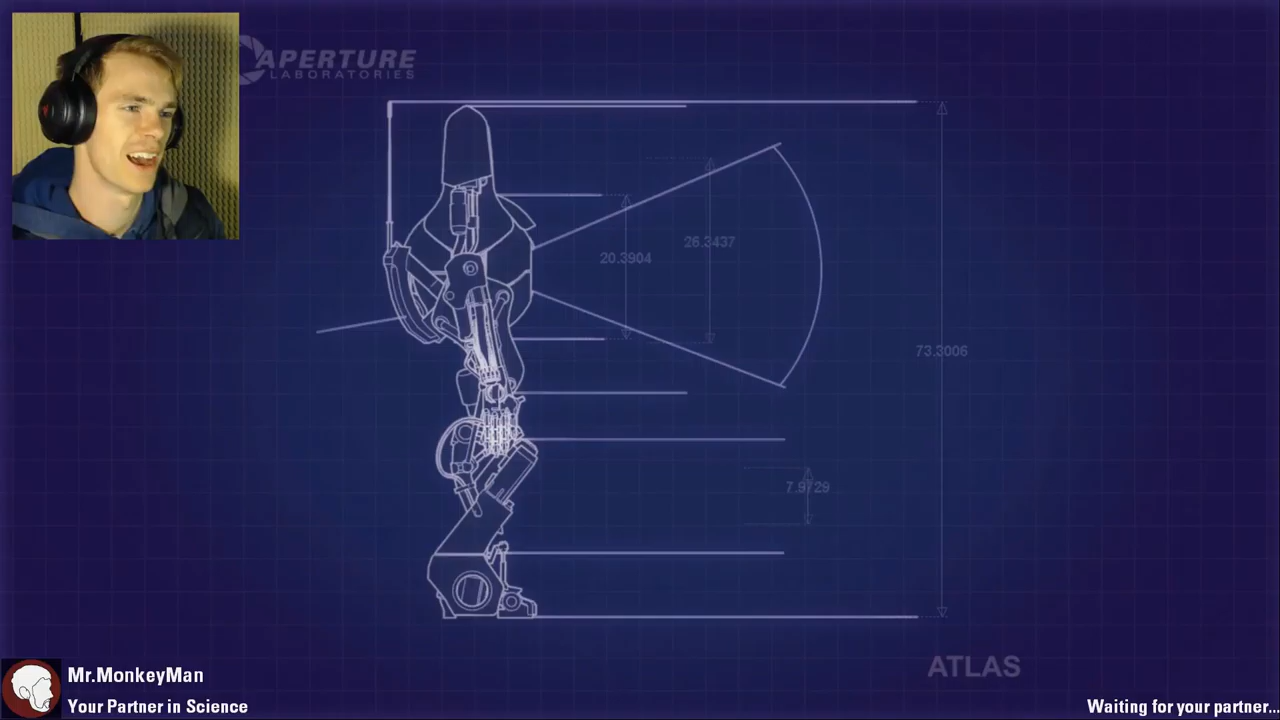 APERTURE
LABORATORIES
26.3437
20.3904
73.3006
7.9729
ATLAS
Mr.MonkeyMan
Your Partner in Science
Waiting for your partner...